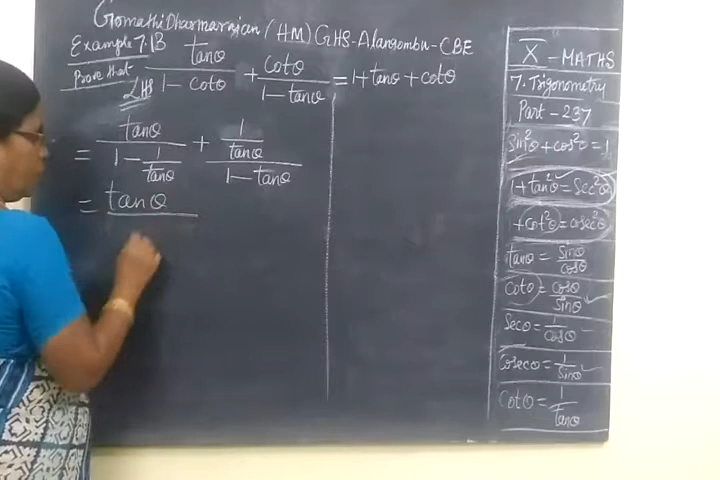 Gomathi Dharmarajan (HM) GHS-Alangombu-CBE
Example 7.13
Prove that tanθ/(1-cotθ) + cotθ/(1-tanθ) = 1+tanθ+cotθ
LHS
= tanθ/(1-1/tanθ) + (1/tanθ)/(1-tanθ)
= tanθ
X - MATHS
7. Trigonometry
Part-237
sin²θ+cos²θ=1
1+tan²θ=sec²θ
1+cot²θ=cosec²θ
tanθ = sinθ/cosθ
cotθ = cosθ/sinθ
Secθ = 1/cosθ
Cosecθ = 1/sinθ
Cotθ = 1/tanθ